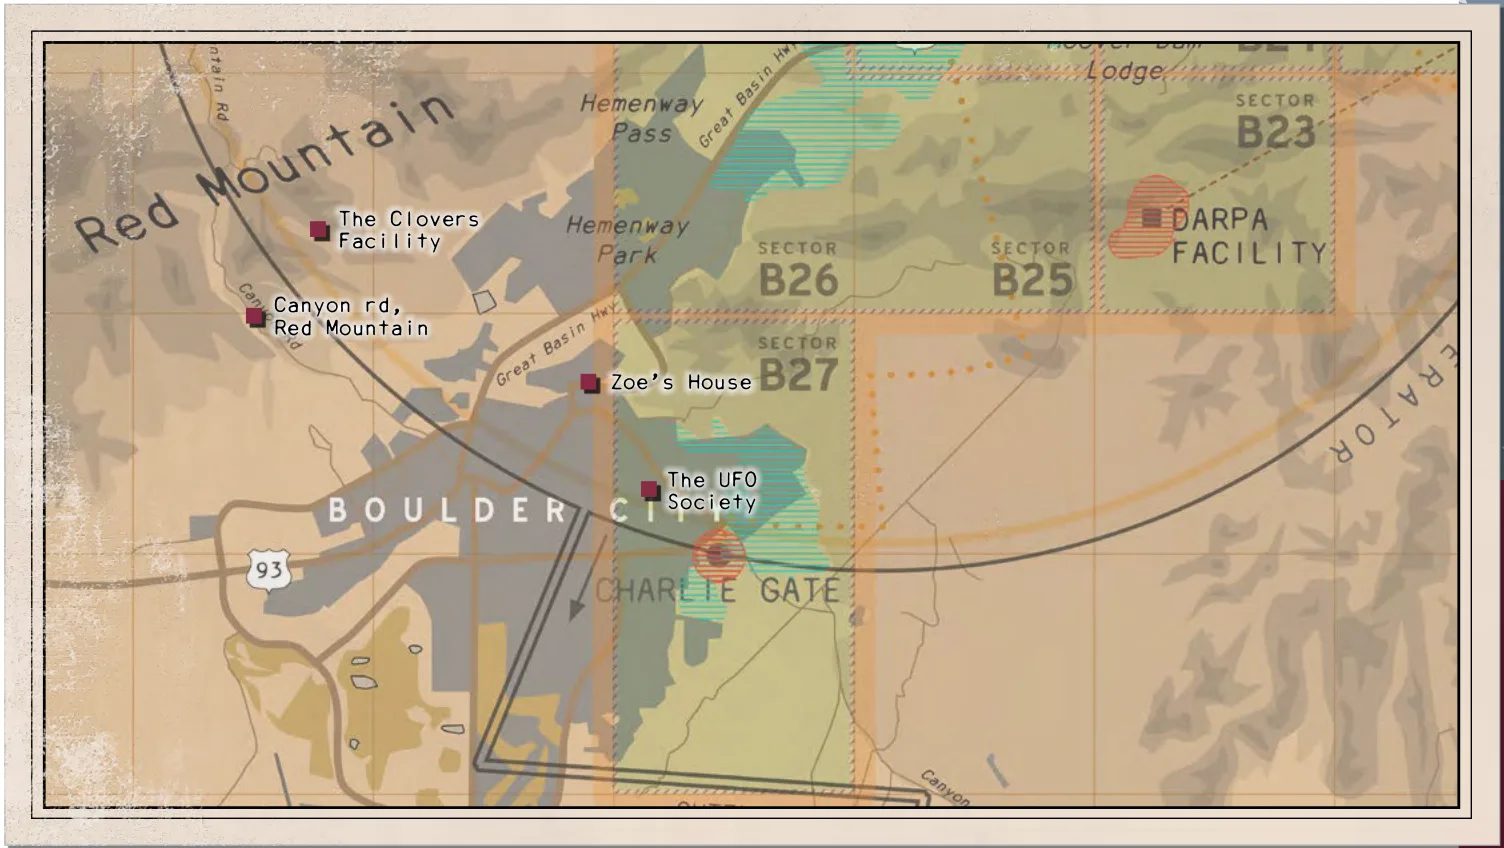 Lodge
SECTOR
B23
Great Basin Hwy
Hemenway
Pass
Red Mountain
The Clovers
Facility
Hemenway
Park
DARPA
FACILITY
SECTOR
B26
SECTOR
B25
Canyon rd,
Red Mountain
Great Basin Hwy
SECTOR
B27
Zoe's House
The UFO
Society
BOULDER CITY
93
CHARLIE GATE
Canyon